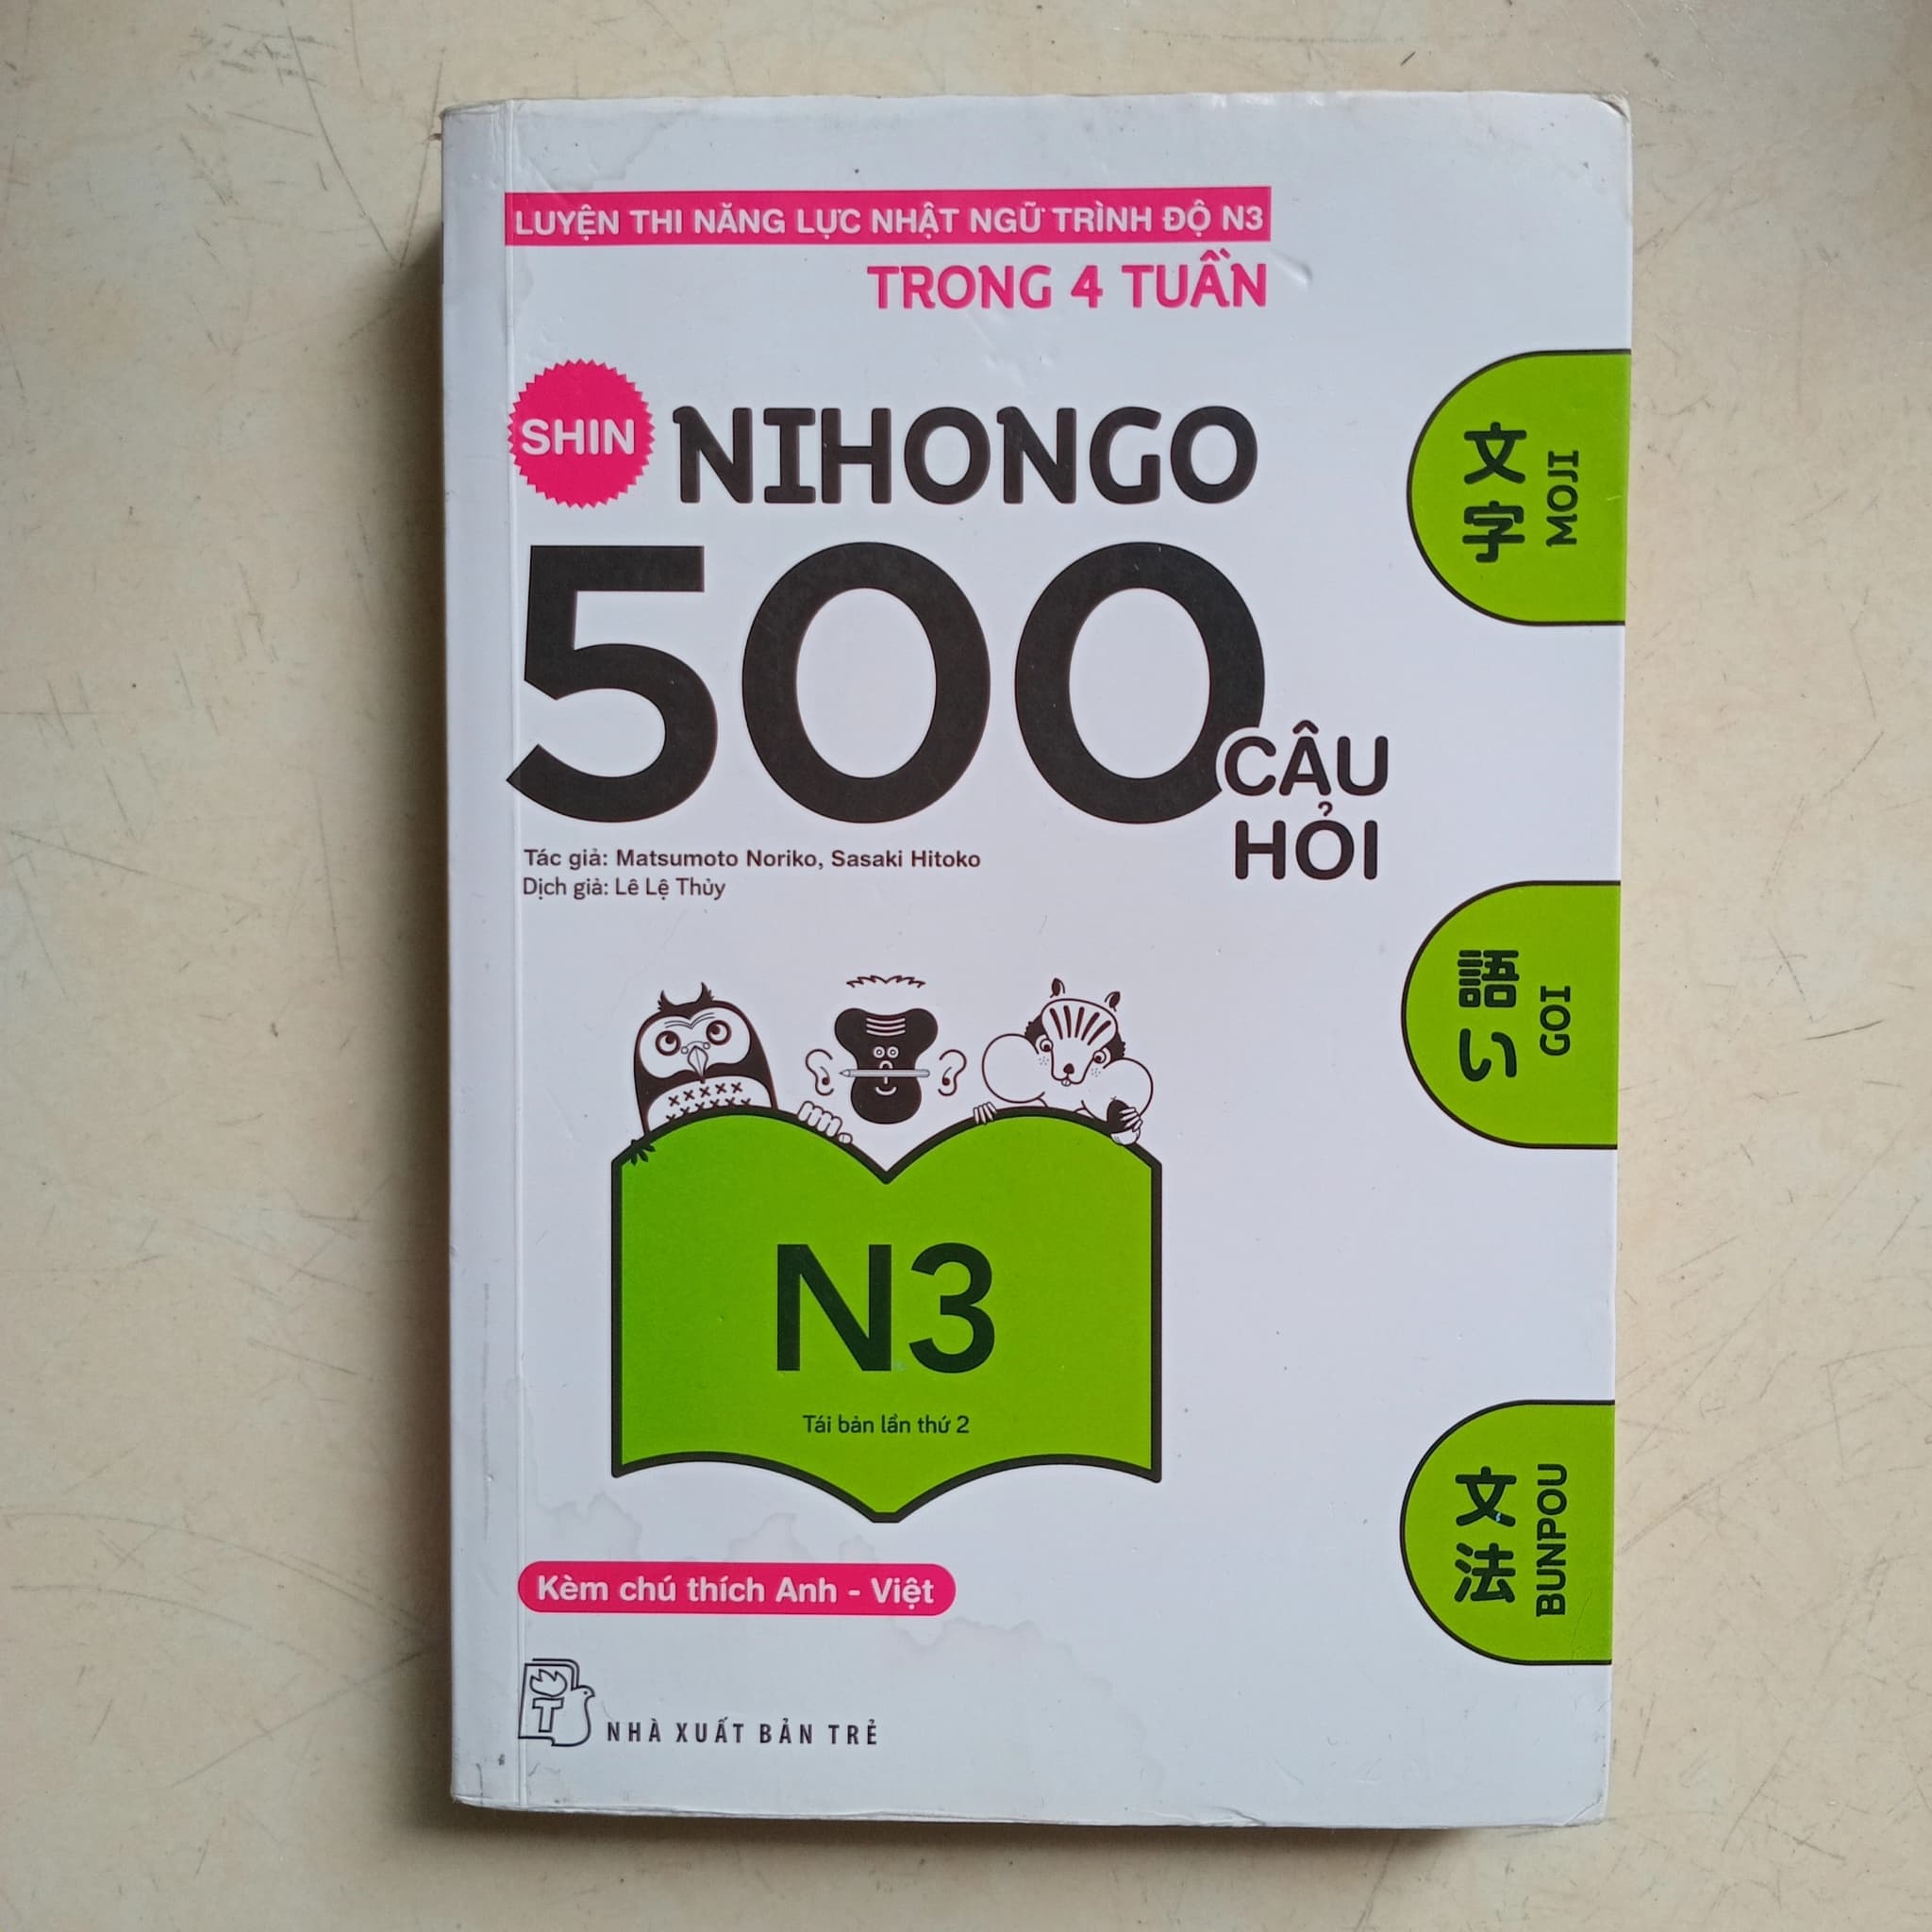 LUYỆN THI NĂNG LỰC NHẬT NGỮ TRÌNH ĐỘ N3
TRONG 4 TUẦN
SHIN
NIHONGO
500
CÂU
HỎI
Tác giả: Matsumoto Noriko, Sasaki Hitoko
Dịch giả: Lê Lệ Thủy
文字
MOJI
語い
GOI
文法
BUNPOU
N3
Tái bản lần thứ 2
Kèm chú thích Anh - Việt
T
NHÀ XUẤT BẢN TRẺ